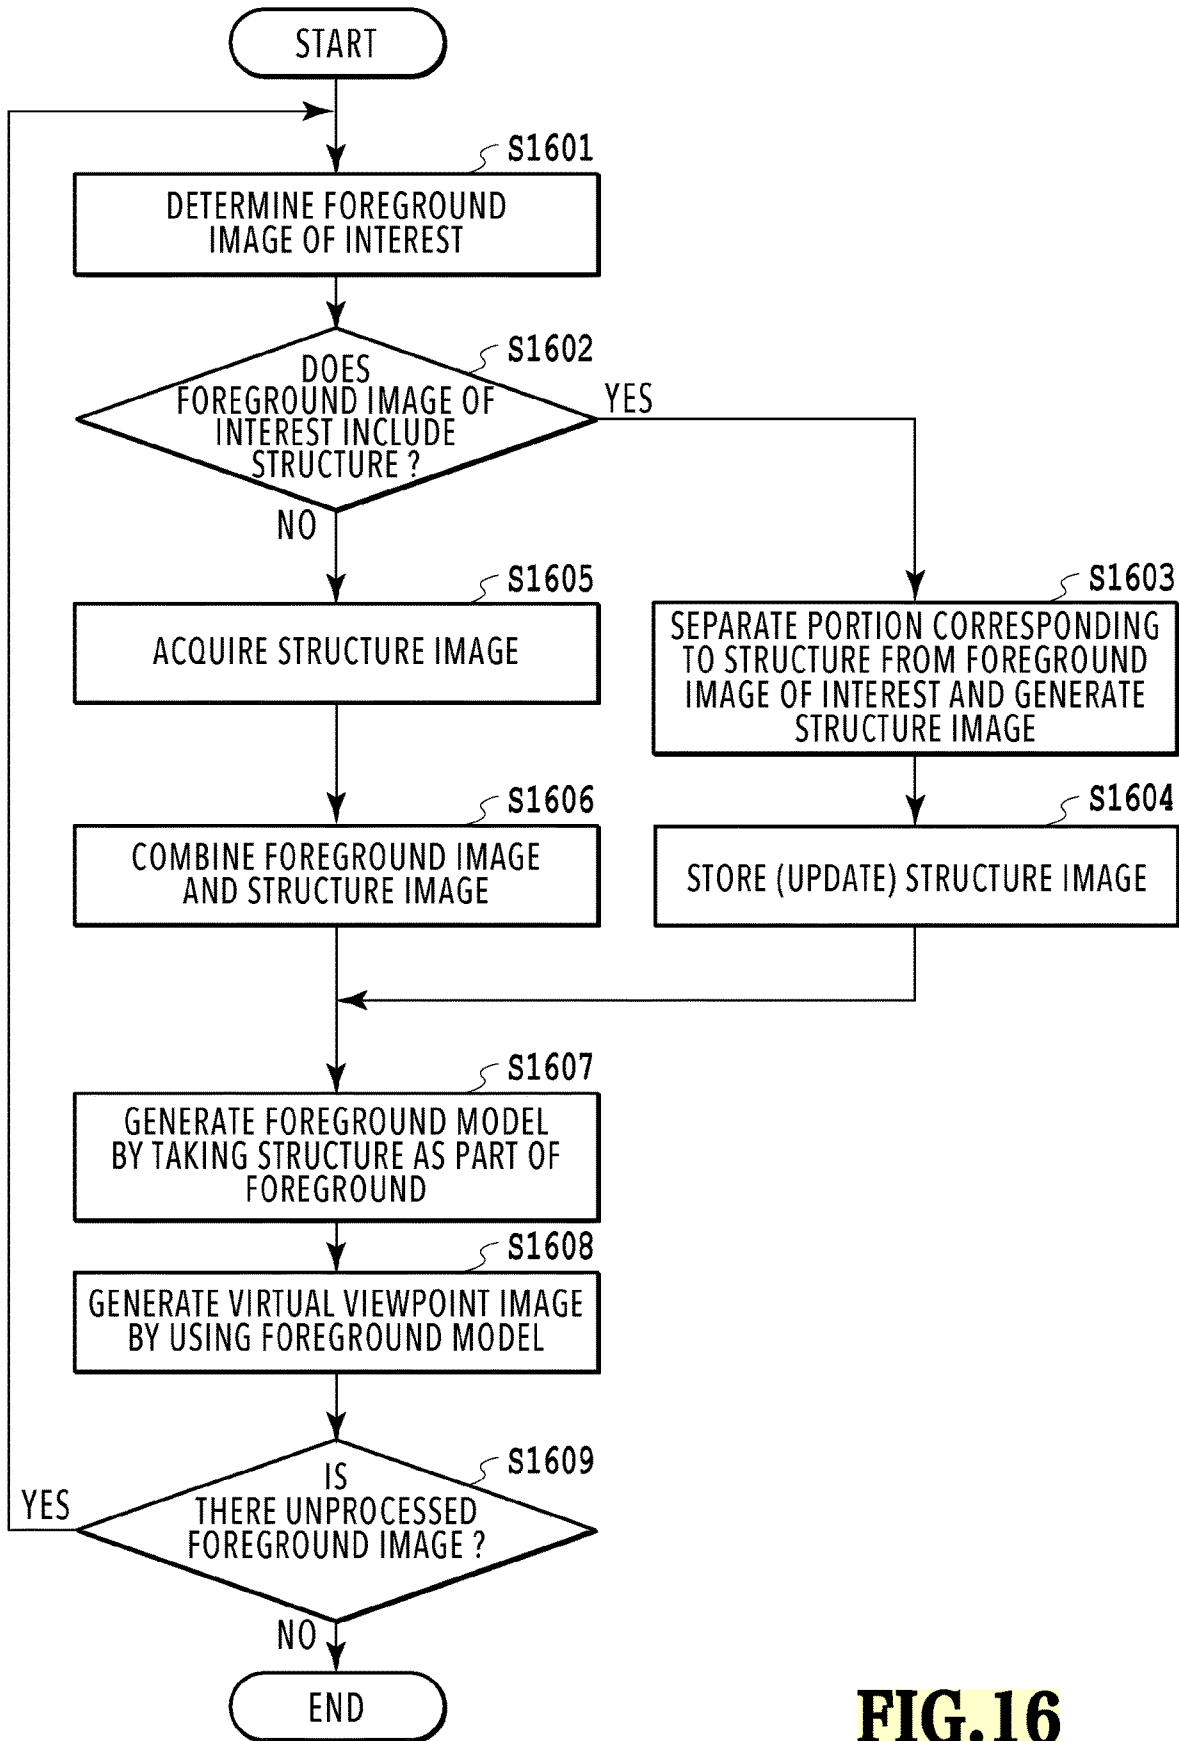 START
S1601
DETERMINE FOREGROUND
IMAGE OF INTEREST
S1602
DOES
FOREGROUND IMAGE OF
INTEREST INCLUDE
STRUCTURE ?
YES
NO
S1605
ACQUIRE STRUCTURE IMAGE
S1603
SEPARATE PORTION CORRESPONDING
TO STRUCTURE FROM FOREGROUND
IMAGE OF INTEREST AND GENERATE
STRUCTURE IMAGE
S1606
COMBINE FOREGROUND IMAGE
AND STRUCTURE IMAGE
S1604
STORE (UPDATE) STRUCTURE IMAGE
S1607
GENERATE FOREGROUND MODEL
BY TAKING STRUCTURE AS PART OF
FOREGROUND
S1608
GENERATE VIRTUAL VIEWPOINT IMAGE
BY USING FOREGROUND MODEL
S1609
IS
THERE UNPROCESSED
FOREGROUND IMAGE ?
YES
NO
END
FIG.16